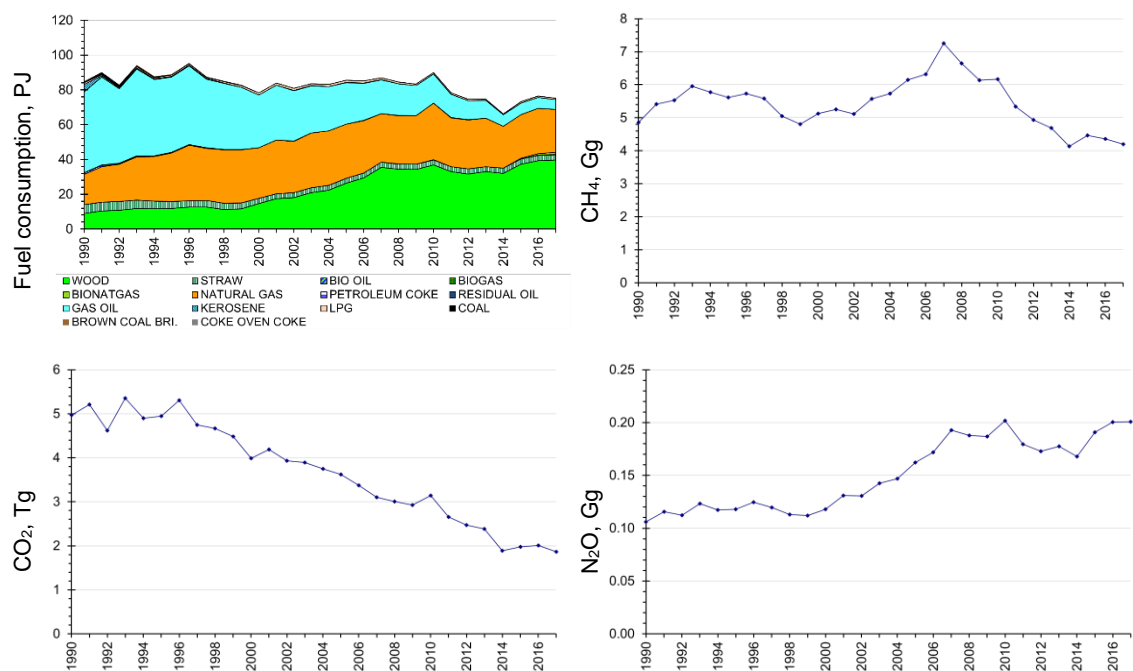 Fuel consumption, PJ
120
100
80
60
40
20
0
1990 1992 1994 1996 1998 2000 2002 2004 2006 2008 2010 2012 2014 2016
WOOD STRAW BIO OIL BIOGAS
BIONATGAS NATURAL GAS PETROLEUM COKE RESIDUAL OIL
GAS OIL KEROSENE LPG COAL
BROWN COAL BRI. COKE OVEN COKE
CH₄, Gg
8
7
6
5
4
3
2
1
0
1990 1992 1994 1996 1998 2000 2002 2004 2006 2008 2010 2012 2014 2016
CO₂, Tg
6
5
4
3
2
1
0
1990 1992 1994 1996 1998 2000 2002 2004 2006 2008 2010 2012 2014 2016
N₂O, Gg
0.25
0.20
0.15
0.10
0.05
0.00
1990 1992 1994 1996 1998 2000 2002 2004 2006 2008 2010 2012 2014 2016